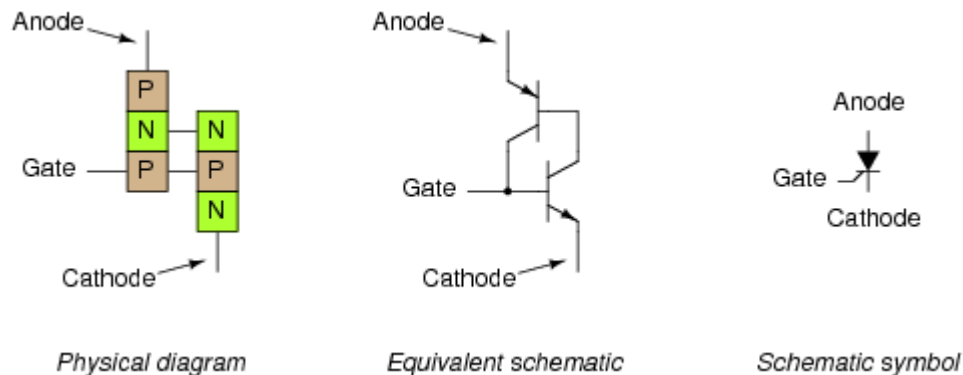 Anode
P
N N
Gate P P
N
Cathode
Physical diagram
Anode
Gate
Cathode
Equivalent schematic
Anode
Gate
Cathode
Schematic symbol